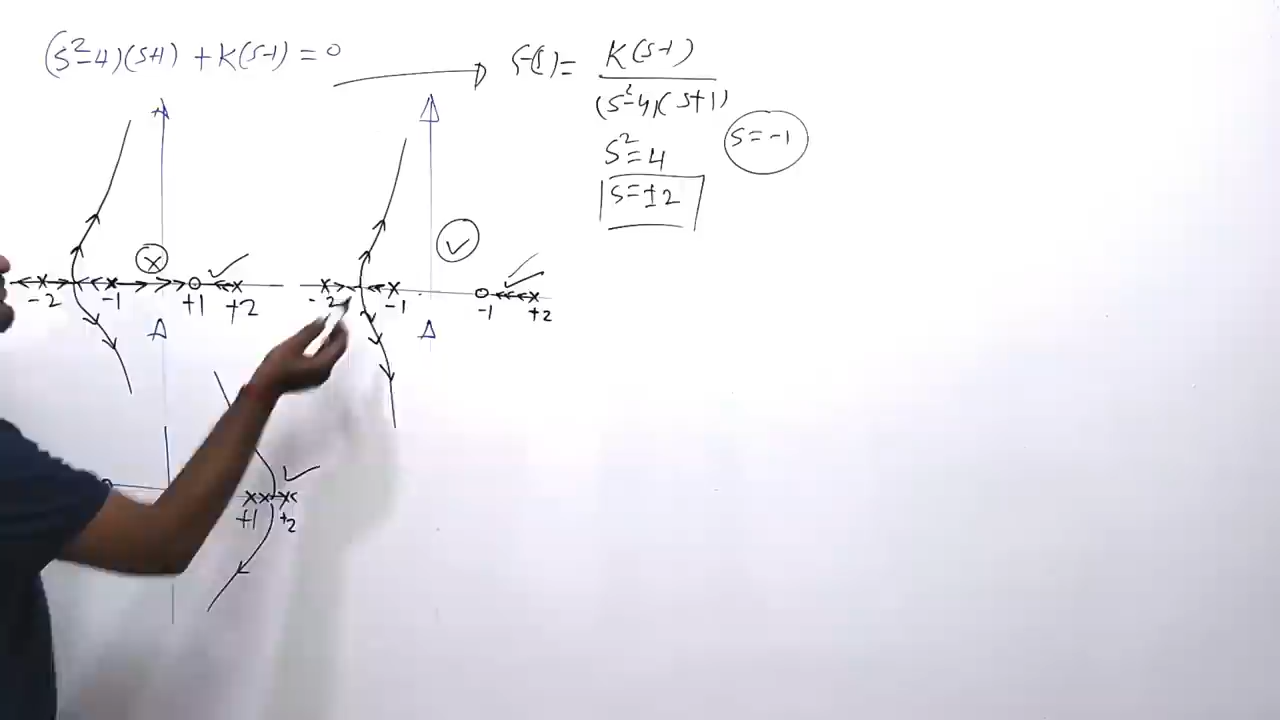 (s²-4)(s+1) + K(s-1) = 0
K(s-1)
(s²-4)(s+1)
s² = 4
s = ±2
s = -1
-2 -1 +1 +2
-2 -1 -1 +2
+1 +2